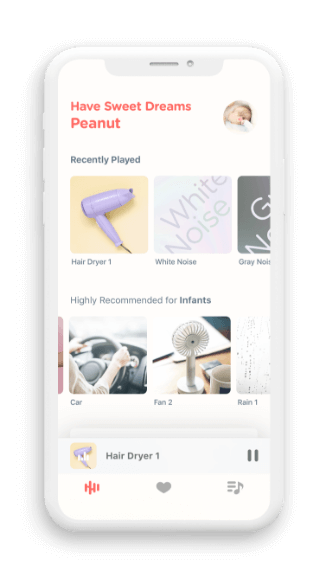 Have Sweet Dreams
Peanut
Recently Played
White
Noise
Hair Dryer 1
White Noise
Gray Nois
Highly Recommended for Infants
Car
Fan 2
Rain 1
Hair Dryer 1